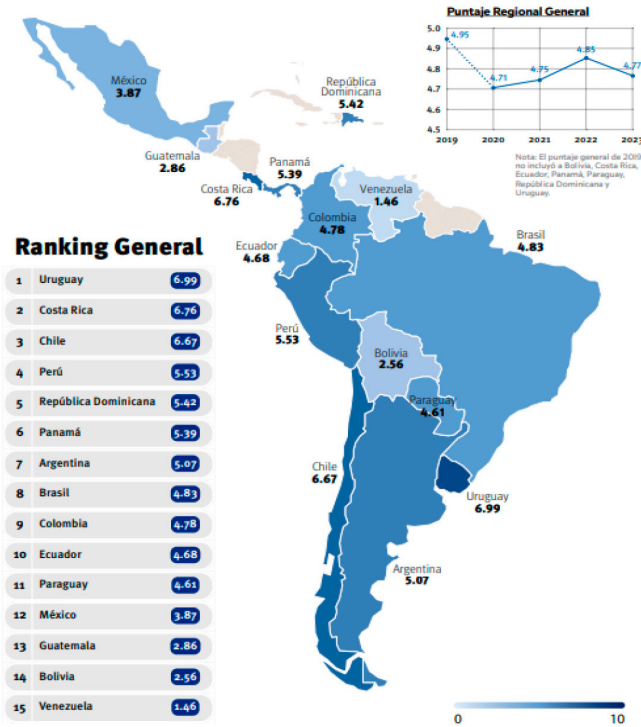 Puntaje Regional General
5.0
4.9
4.8
4.7
4.6
4.5
4.95
4.71
4.75
4.85
4.77
2019
2020
2021
2022
2023
Nota: El puntaje general de 2019
no incluyó a Bolivia, Costa Rica,
Ecuador, Panamá, Paraguay,
República Dominicana y
Uruguay.
México
3.87
República
Dominicana
5.42
Guatemala
2.86
Panamá
5.39
Costa Rica
6.76
Venezuela
1.46
Colombia
4.78
Ecuador
4.68
Brasil
4.83
Perú
5.53
Bolivia
2.56
Paraguay
4.61
Chile
6.67
Uruguay
6.99
Argentina
5.07
Ranking General
1 Uruguay 6.99
2 Costa Rica 6.76
3 Chile 6.67
4 Perú 5.53
5 República Dominicana 5.42
6 Panamá 5.39
7 Argentina 5.07
8 Brasil 4.83
9 Colombia 4.78
10 Ecuador 4.68
11 Paraguay 4.61
12 México 3.87
13 Guatemala 2.86
14 Bolivia 2.56
15 Venezuela 1.46
0 10